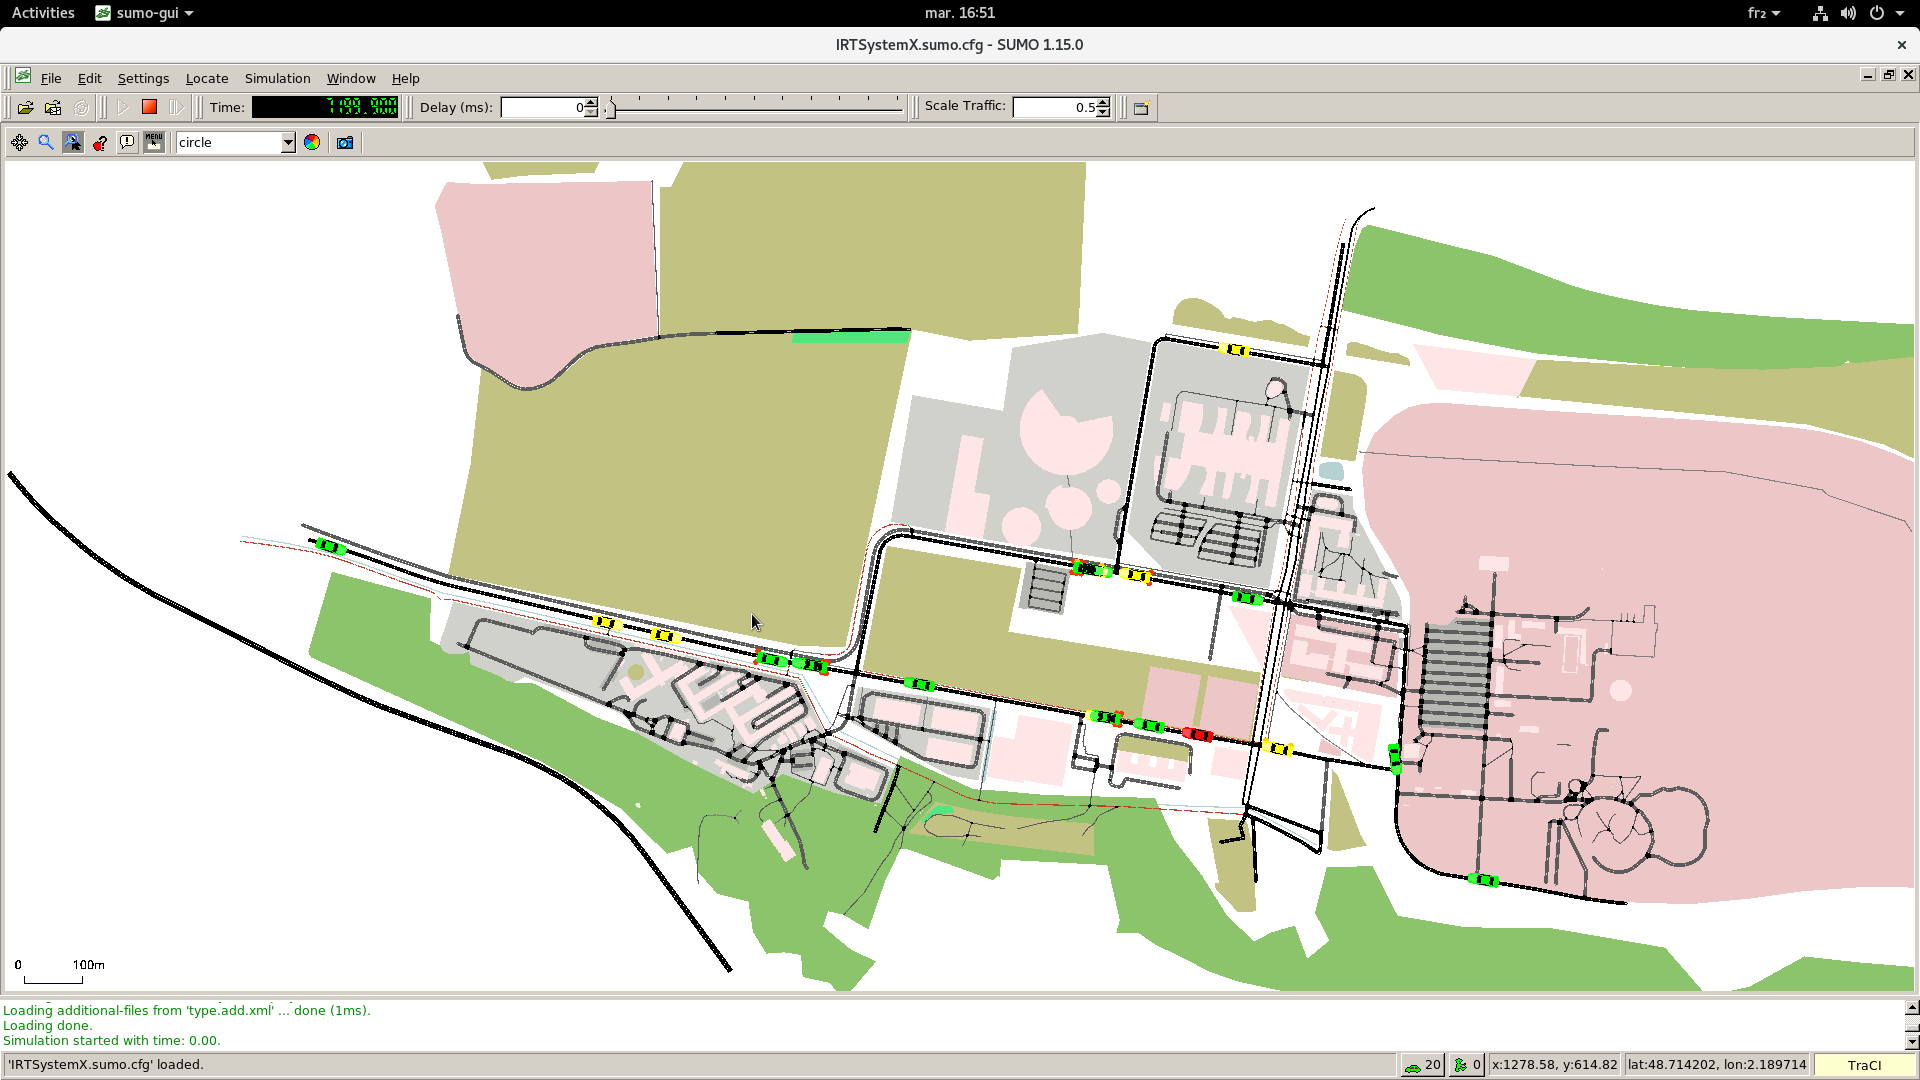 Activities sumo-gui mar. 16:51 fr₂
IRTSystemX.sumo.cfg - SUMO 1.15.0
File Edit Settings Locate Simulation Window Help
Time: 7199.900 Delay (ms): 0 Scale Traffic: 0.5
MENU circle
0 100m
Loading additional-files from 'type.add.xml' ... done (1ms).
Loading done.
Simulation started with time: 0.00.
'IRTSystemX.sumo.cfg' loaded. 20 0 x:1278.58, y:614.82 lat:48.714202, lon:2.189714 TraCI